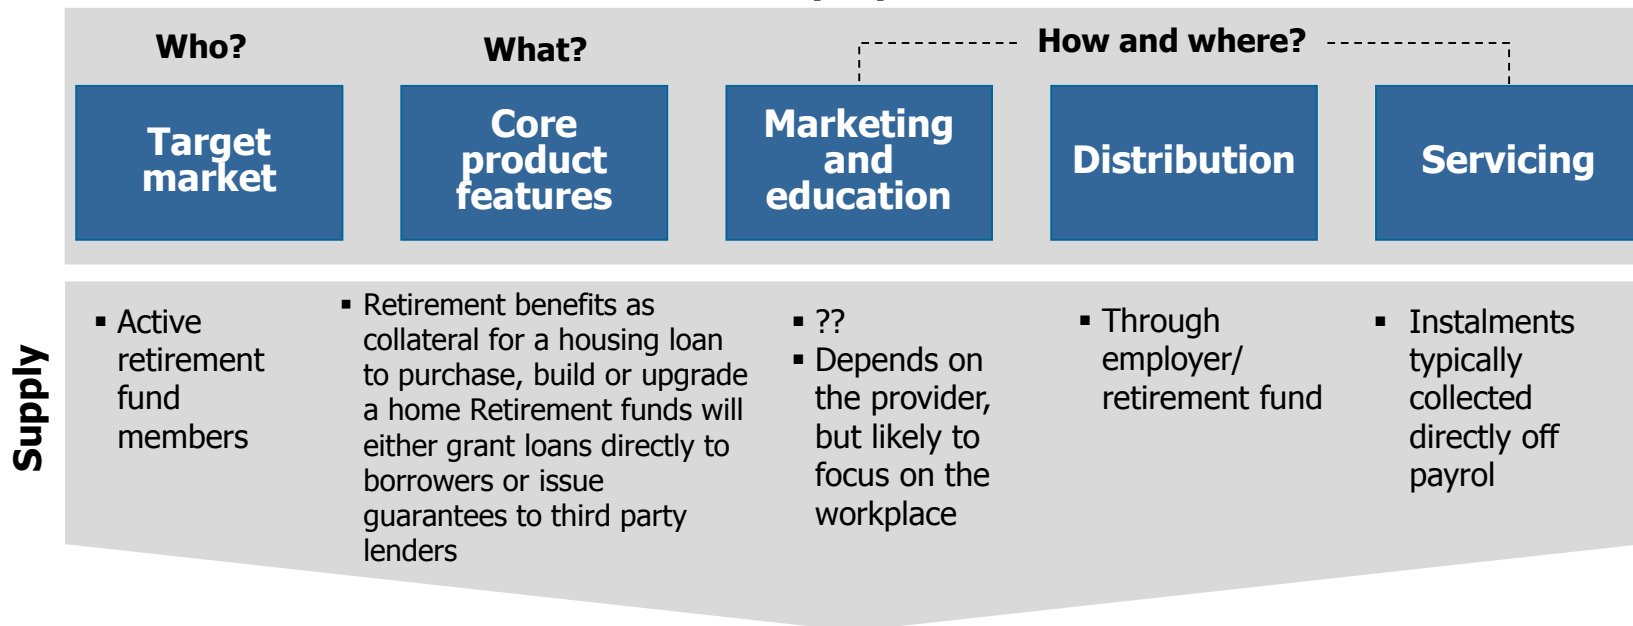 Who?
What?
How and where?
Target
market
Core
product
features
Marketing
and
education
Distribution
Servicing
Supply
▪ Active
retirement
fund
members
▪ Retirement benefits as
collateral for a housing loan
to purchase, build or upgrade
a home Retirement funds will
either grant loans directly to
borrowers or issue
guarantees to third party
lenders
▪ ??
▪ Depends on
the provider,
but likely to
focus on the
workplace
▪ Through
employer/
retirement fund
▪ Instalments
typically
collected
directly off
payrol